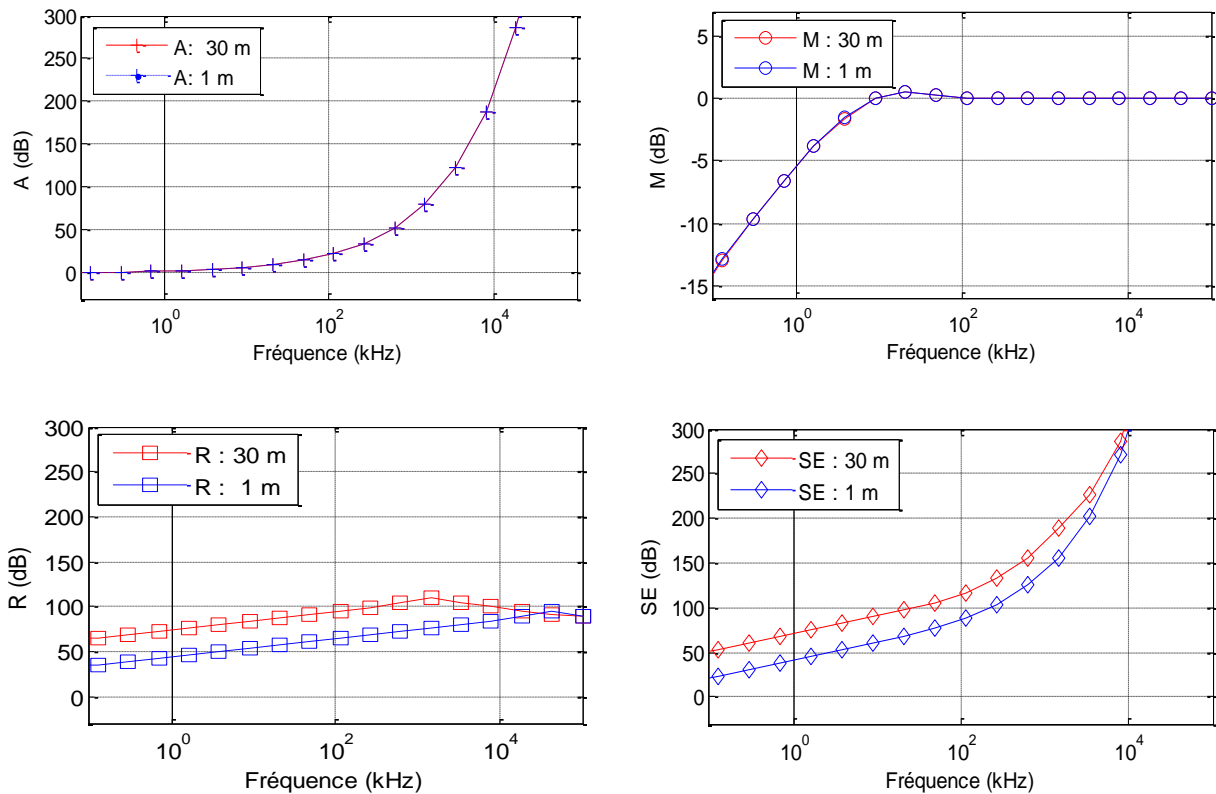 300
250
200
150
100
50
0
A (dB)
A: 30 m
A: 1 m
10^0
10^2
10^4
Fréquence (kHz)
5
0
-5
-10
-15
M (dB)
M : 30 m
M : 1 m
10^0
10^2
10^4
Fréquence (kHz)
300
250
200
150
100
50
0
R (dB)
R : 30 m
R : 1 m
10^0
10^2
10^4
Fréquence (kHz)
300
250
200
150
100
50
0
SE (dB)
SE : 30 m
SE : 1 m
10^0
10^2
10^4
Fréquence (kHz)